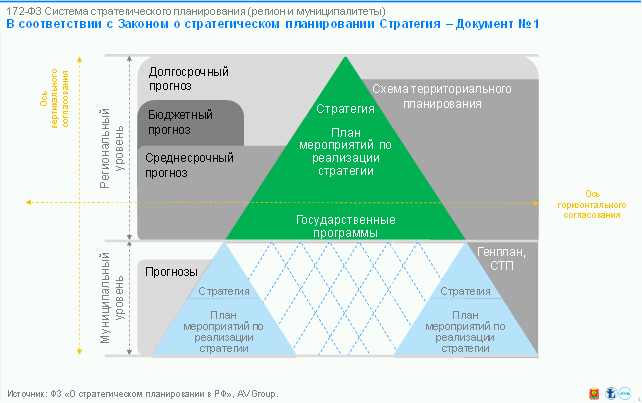 172-ФЗ Система стратегического планирования (регион и муниципалитеты)
В соответствии с Законом о стратегическом планировании Стратегия – Документ №1
Ось
вертикального
согласования
Региональный
уровень
Долгосрочный
прогноз
Бюджетный
прогноз
Среднесрочный
прогноз
Стратегия
План
мероприятий по
реализации
стратегии
Государственные
программы
Схема территориального
планирования
Ось
горизонтального
согласования
Муниципальный
уровень
Прогнозы
Стратегия
План
мероприятий по
реализации
стратегии
Генплан,
СТП
Стратегия
План
мероприятий по
реализации
стратегии
Источник: ФЗ «О стратегическом планировании в РФ», AV Group.